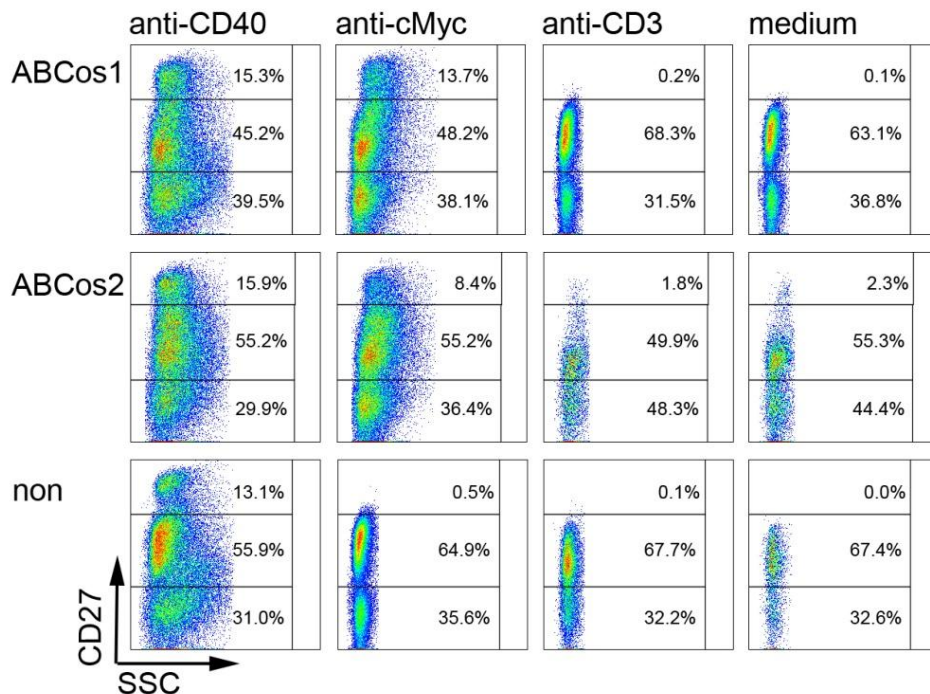 anti-CD40 anti-cMyc anti-CD3 medium
ABCos1
15.3% 13.7% 0.2% 0.1%
45.2% 48.2% 68.3% 63.1%
39.5% 38.1% 31.5% 36.8%
ABCos2
15.9% 8.4% 1.8% 2.3%
55.2% 55.2% 49.9% 55.3%
29.9% 36.4% 48.3% 44.4%
non
13.1% 0.5% 0.1% 0.0%
55.9% 64.9% 67.7% 67.4%
31.0% 35.6% 32.2% 32.6%
CD27
SSC